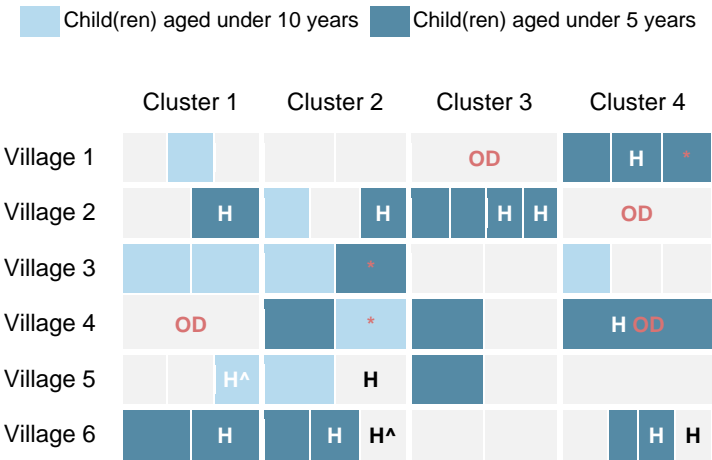 Child(ren) aged under 10 years Child(ren) aged under 5 years
Cluster 1 Cluster 2 Cluster 3 Cluster 4
Village 1 OD H *
Village 2 H H H H OD
Village 3 *
Village 4 OD * H OD
Village 5 H^ H
Village 6 H H H^ H H